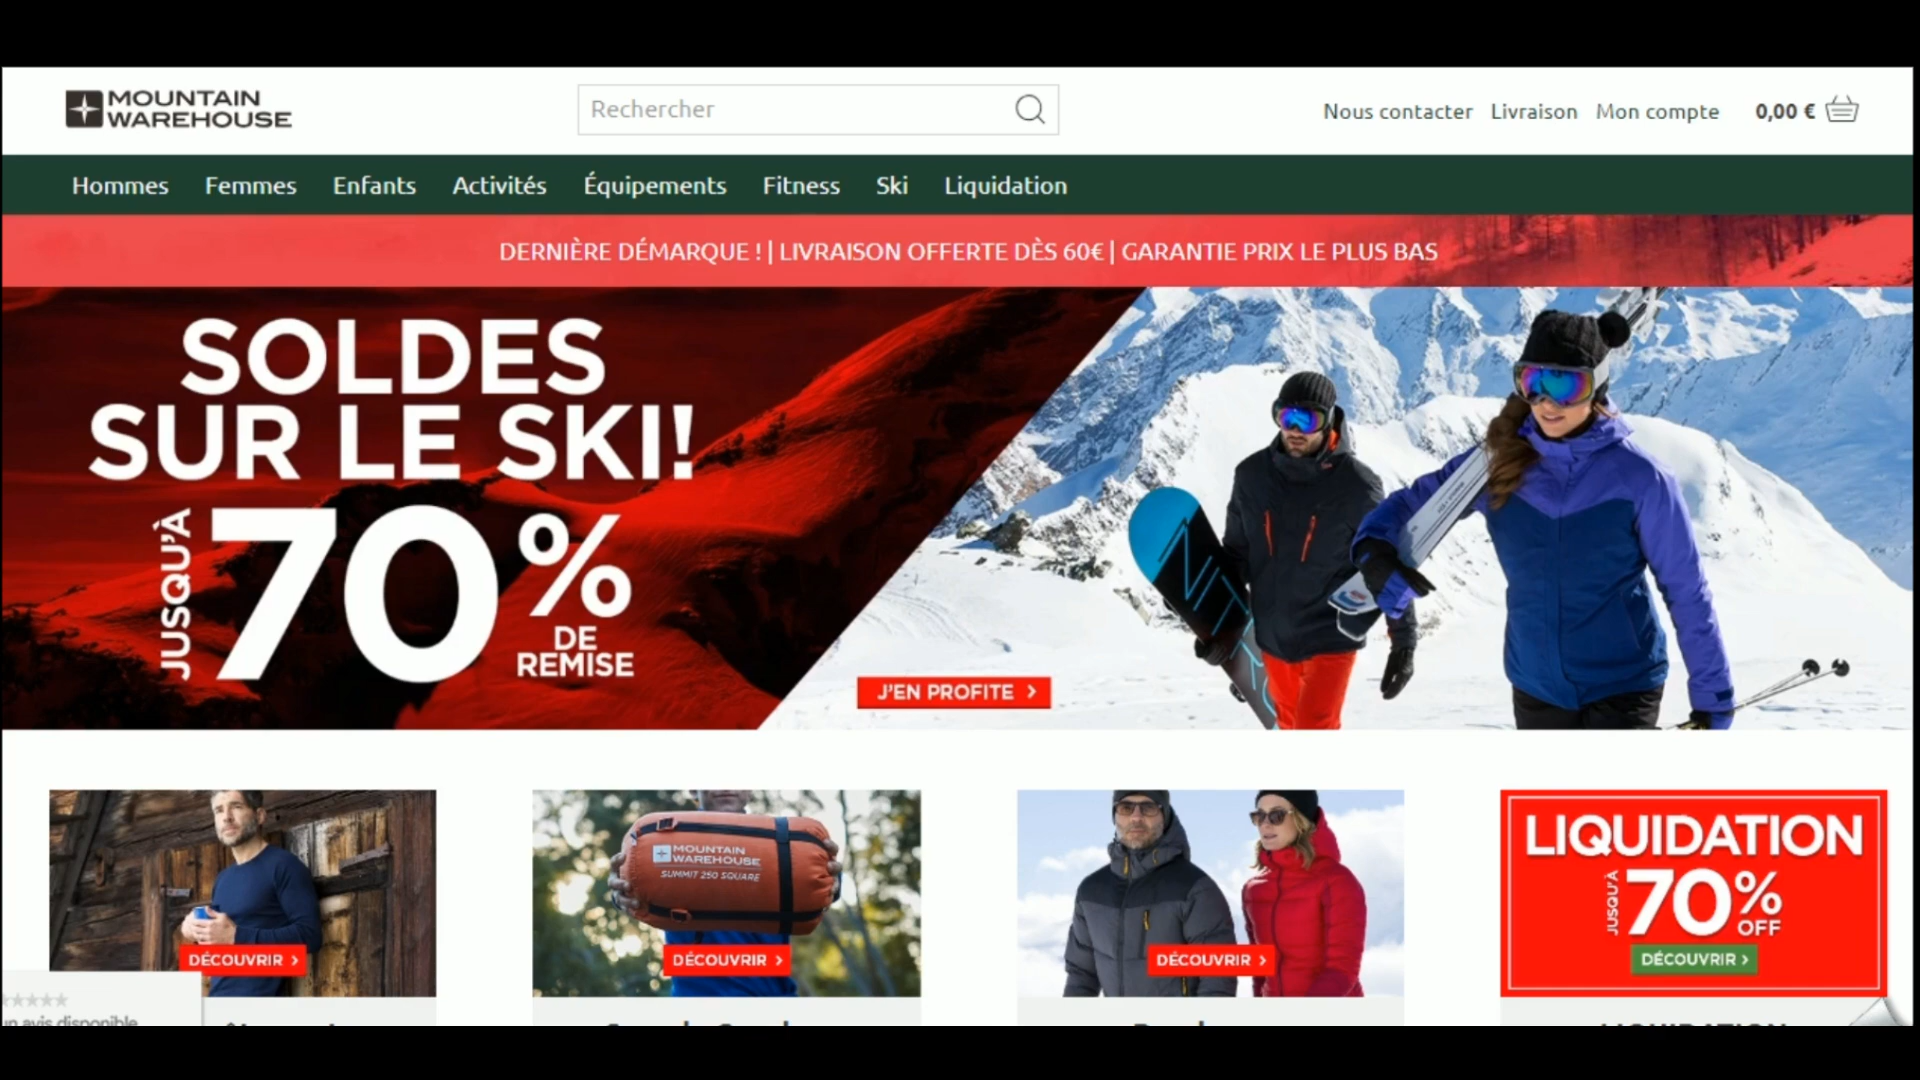 MOUNTAIN
WAREHOUSE
Rechercher
Nous contacter Livraison Mon compte 0,00 €
Hommes Femmes Enfants Activités Équipements Fitness Ski Liquidation
DERNIÈRE DÉMARQUE ! | LIVRAISON OFFERTE DÈS 60€ | GARANTIE PRIX LE PLUS BAS
SOLDES
SUR LE SKI!
JUSQU'À
70%
DE
REMISE
J'EN PROFITE >
DÉCOUVRIR >
MOUNTAIN
WAREHOUSE
SUMMIT 250 SQUARE
DÉCOUVRIR >
DÉCOUVRIR >
LIQUIDATION
JUSQU'À
70%
OFF
DÉCOUVRIR >
avis disponible